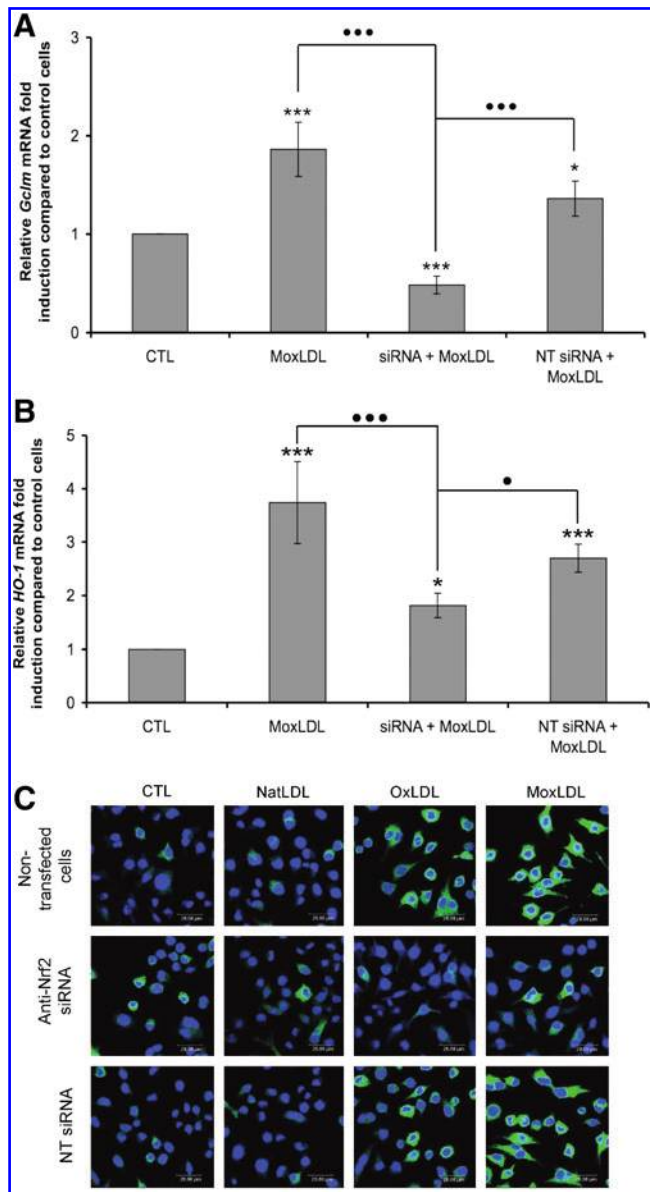 A
Relative Gclm mRNA fold
induction compared to control cells
3
2
1
0
***
***
*
CTL
MoxLDL
siRNA + MoxLDL
NT siRNA +
MoxLDL
B
Relative HO-1 mRNA fold
induction compared to control cells
5
4
3
2
1
0
***
*
***
CTL
MoxLDL
siRNA + MoxLDL
NT siRNA +
MoxLDL
C
CTL
NatLDL
OxLDL
MoxLDL
Non-
transfected
cells
Anti-Nrf2
siRNA
NT siRNA